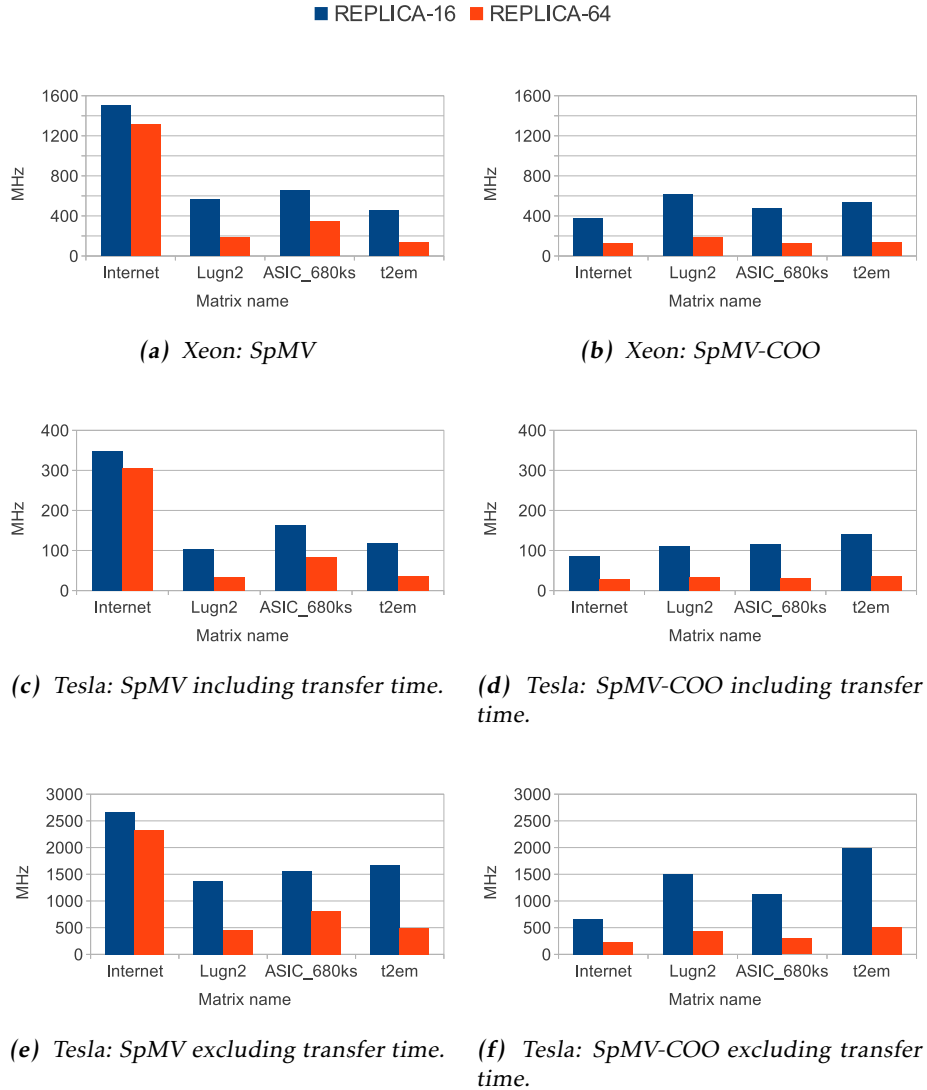 REPLICA-16 REPLICA-64
1600
1200
800
400
0
MHz
Internet Lugn2 ASIC_680ks t2em
Matrix name
(a) Xeon: SpMV
1600
1200
800
400
0
MHz
Internet Lugn2 ASIC_680ks t2em
Matrix name
(b) Xeon: SpMV-COO
400
300
200
100
0
MHz
Internet Lugn2 ASIC_680ks t2em
Matrix name
(c) Tesla: SpMV including transfer time.
400
300
200
100
0
MHz
Internet Lugn2 ASIC_680ks t2em
Matrix name
(d) Tesla: SpMV-COO including transfer
time.
3000
2500
2000
1500
1000
500
0
MHz
Internet Lugn2 ASIC_680ks t2em
Matrix name
(e) Tesla: SpMV excluding transfer time.
3000
2500
2000
1500
1000
500
0
MHz
Internet Lugn2 ASIC_680ks t2em
Matrix name
(f) Tesla: SpMV-COO excluding transfer
time.